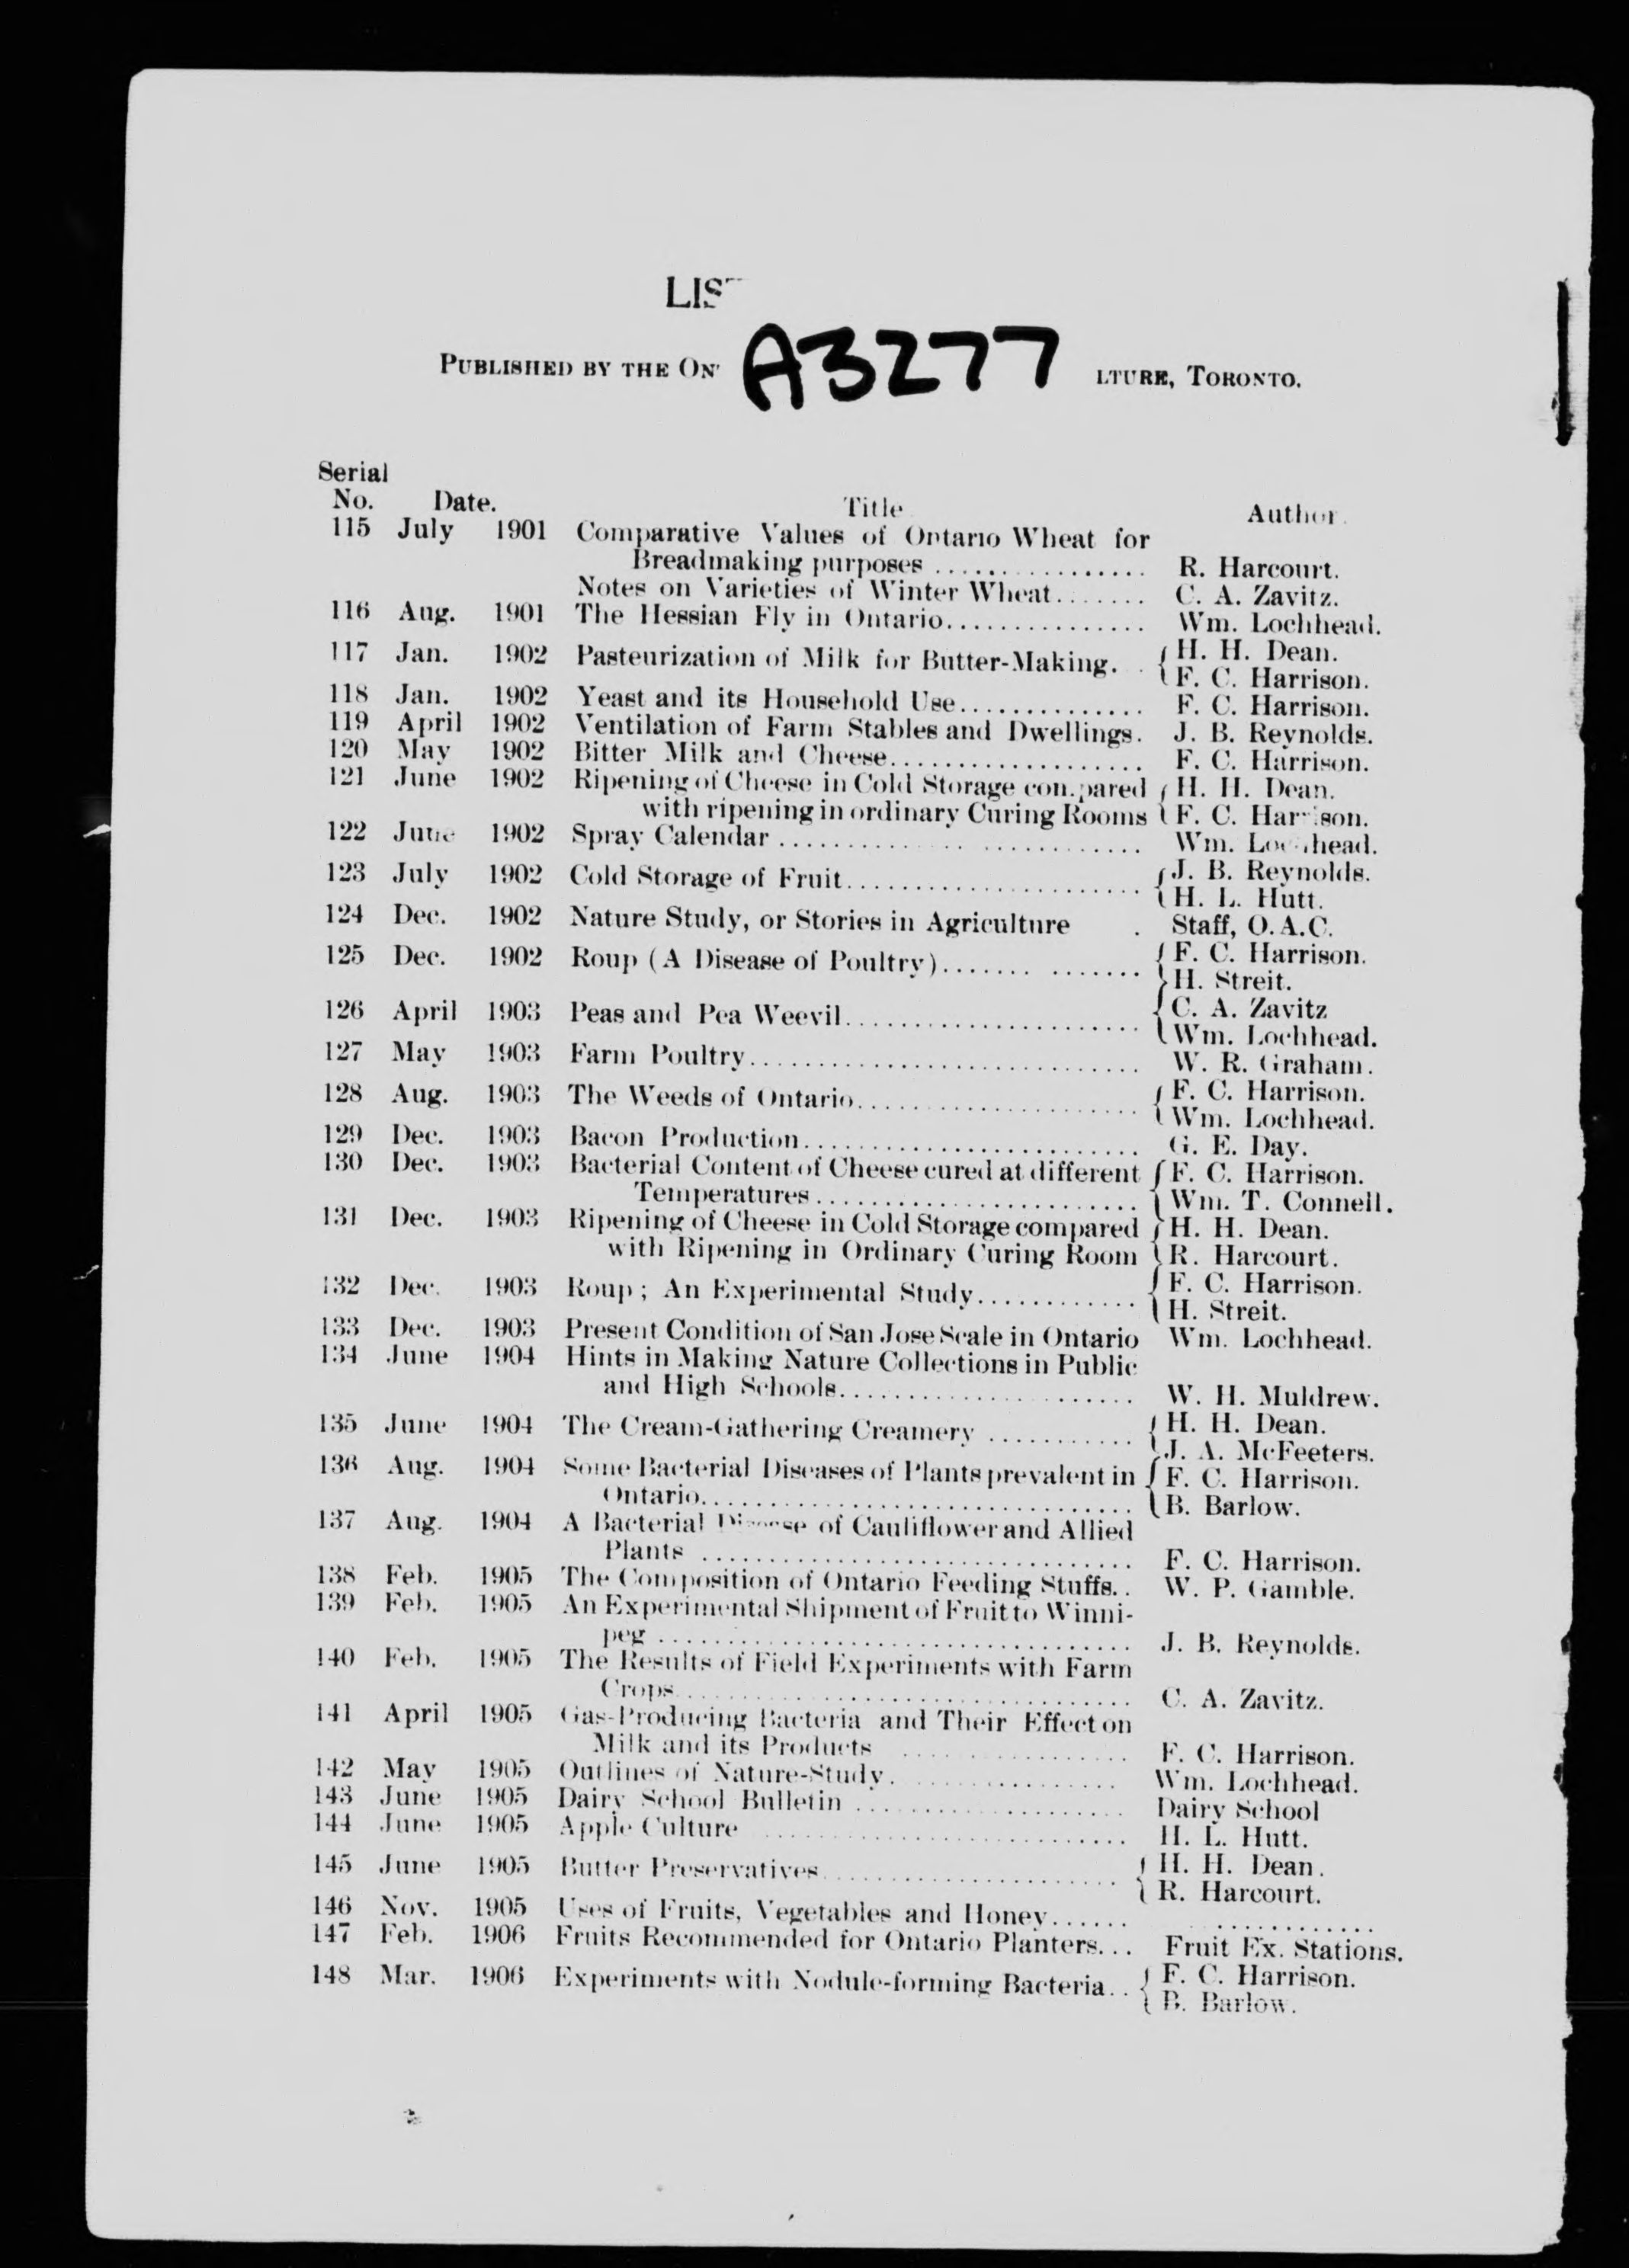 LIS
A3277
PUBLISHED BY THE ON LTURE, TORONTO.
Serial
No. Date. Title Author.
115 July 1901 Comparative Values of Ontario Wheat for
Breadmaking purposes ................ R. Harcourt.
Notes on Varieties of Winter Wheat....... C. A. Zavitz.
116 Aug. 1901 The Hessian Fly in Ontario............... Wm. Lochhead.
117 Jan. 1902 Pasteurization of Milk for Butter-Making. . { H. H. Dean.
F. C. Harrison.
118 Jan. 1902 Yeast and its Household Use.............. F. C. Harrison.
119 April 1902 Ventilation of Farm Stables and Dwellings. J. B. Reynolds.
120 May 1902 Bitter Milk and Cheese................... F. C. Harrison.
121 June 1902 Ripening of Cheese in Cold Storage compared { H. H. Dean.
with ripening in ordinary Curing Rooms F. C. Harrison.
122 June 1902 Spray Calendar ........................... Wm. Lochhead.
123 July 1902 Cold Storage of Fruit...................... { J. B. Reynolds.
H. L. Hutt.
124 Dec. 1902 Nature Study, or Stories in Agriculture . Staff, O.A.C.
125 Dec. 1902 Roup (A Disease of Poultry)....... ....... { F. C. Harrison.
H. Streit.
126 April 1903 Peas and Pea Weevil...................... { C. A. Zavitz
Wm. Lochhead.
127 May 1903 Farm Poultry............................. W. R. Graham.
128 Aug. 1903 The Weeds of Ontario..................... { F. C. Harrison.
Wm. Lochhead.
129 Dec. 1903 Bacon Production......................... G. E. Day.
130 Dec. 1903 Bacterial Content of Cheese cured at different { F. C. Harrison.
Temperatures........................ Wm. T. Connell.
131 Dec. 1903 Ripening of Cheese in Cold Storage compared { H. H. Dean.
with Ripening in Ordinary Curing Room R. Harcourt.
132 Dec. 1903 Roup; An Experimental Study............ { F. C. Harrison.
H. Streit.
133 Dec. 1903 Present Condition of San Jose Scale in Ontario Wm. Lochhead.
134 June 1904 Hints in Making Nature Collections in Public
and High Schools...................... W. H. Muldrew.
135 June 1904 The Cream-Gathering Creamery ........... { H. H. Dean.
J. A. McFeeters.
136 Aug. 1904 Some Bacterial Diseases of Plants prevalent in { F. C. Harrison.
Ontario................................ B. Barlow.
137 Aug. 1904 A Bacterial Disease of Cauliflower and Allied
Plants ................................ F. C. Harrison.
138 Feb. 1905 The Composition of Ontario Feeding Stuffs.. W. P. Gamble.
139 Feb. 1905 An Experimental Shipment of Fruit to Winni-
peg ................................... J. B. Reynolds.
140 Feb. 1905 The Results of Field Experiments with Farm
Crops.................................. C. A. Zavitz.
141 April 1905 Gas-Producing Bacteria and Their Effect on
Milk and its Products ................. F. C. Harrison.
142 May 1905 Outlines of Nature-Study. ................ Wm. Lochhead.
143 June 1905 Dairy School Bulletin .................... Dairy School
144 June 1905 Apple Culture ........................... H. L. Hutt.
145 June 1905 Butter Preservatives...................... { H. H. Dean.
R. Harcourt.
146 Nov. 1905 Uses of Fruits, Vegetables and Honey...... ............
147 Feb. 1906 Fruits Recommended for Ontario Planters... Fruit Ex. Stations.
148 Mar. 1906 Experiments with Nodule-forming Bacteria.. { F. C. Harrison.
B. Barlow.